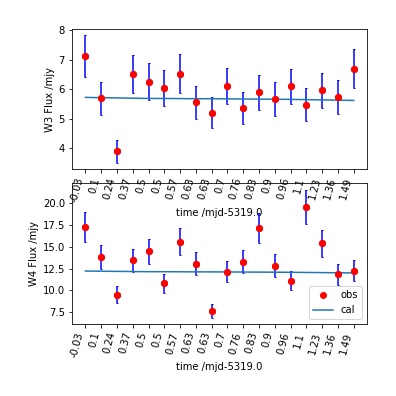 8
7
6
5
4
W3 Flux /mjy
-0.03 0.1 0.24 0.37 0.5 0.5 0.57 0.63 0.63 0.7 0.76 0.83 0.9 0.96 1.1 1.1 1.23 1.36 1.49
time /mjd-5319.0
20.0
17.5
15.0
12.5
10.0
7.5
W4 Flux /mjy
obs
cal
-0.03 0.1 0.24 0.37 0.5 0.5 0.57 0.63 0.63 0.7 0.76 0.83 0.9 0.96 1.1 1.23 1.36 1.49
time /mjd-5319.0